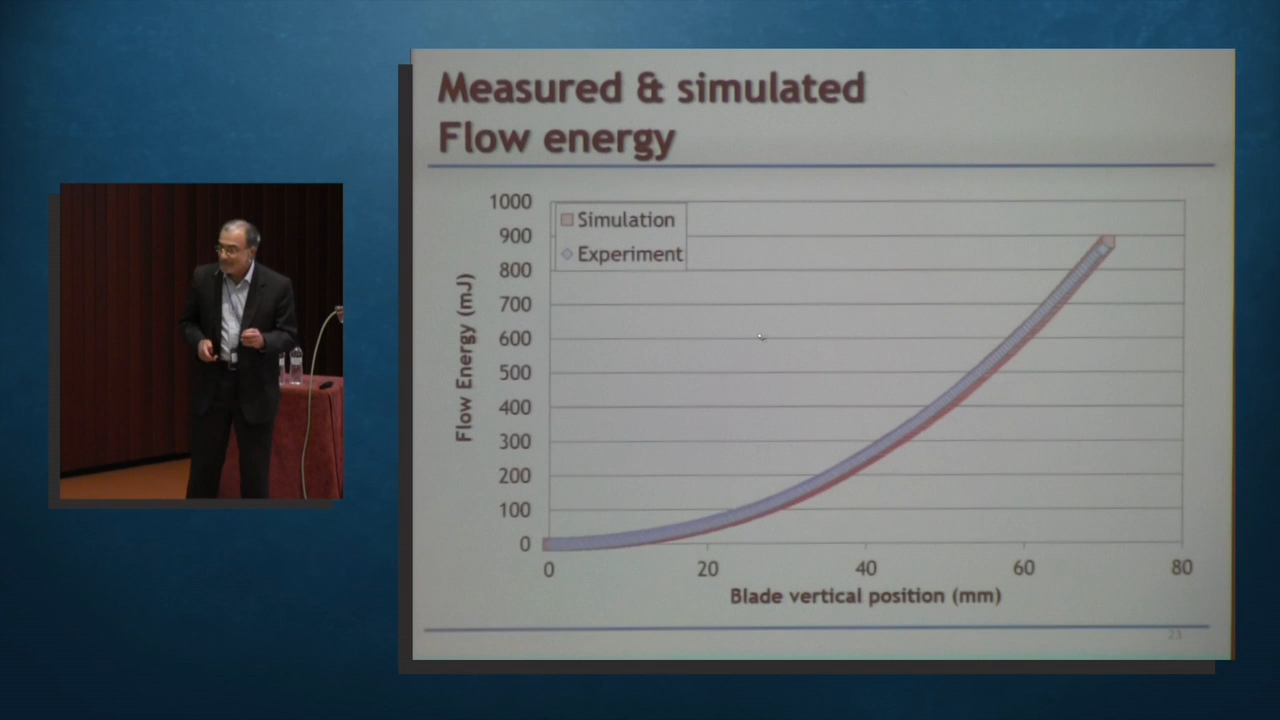 Measured & simulated
Flow energy
1000
900
800
700
600
500
400
300
200
100
0
Simulation
Experiment
Flow Energy (mJ)
0 20 40 60 80
Blade vertical position (mm)
23